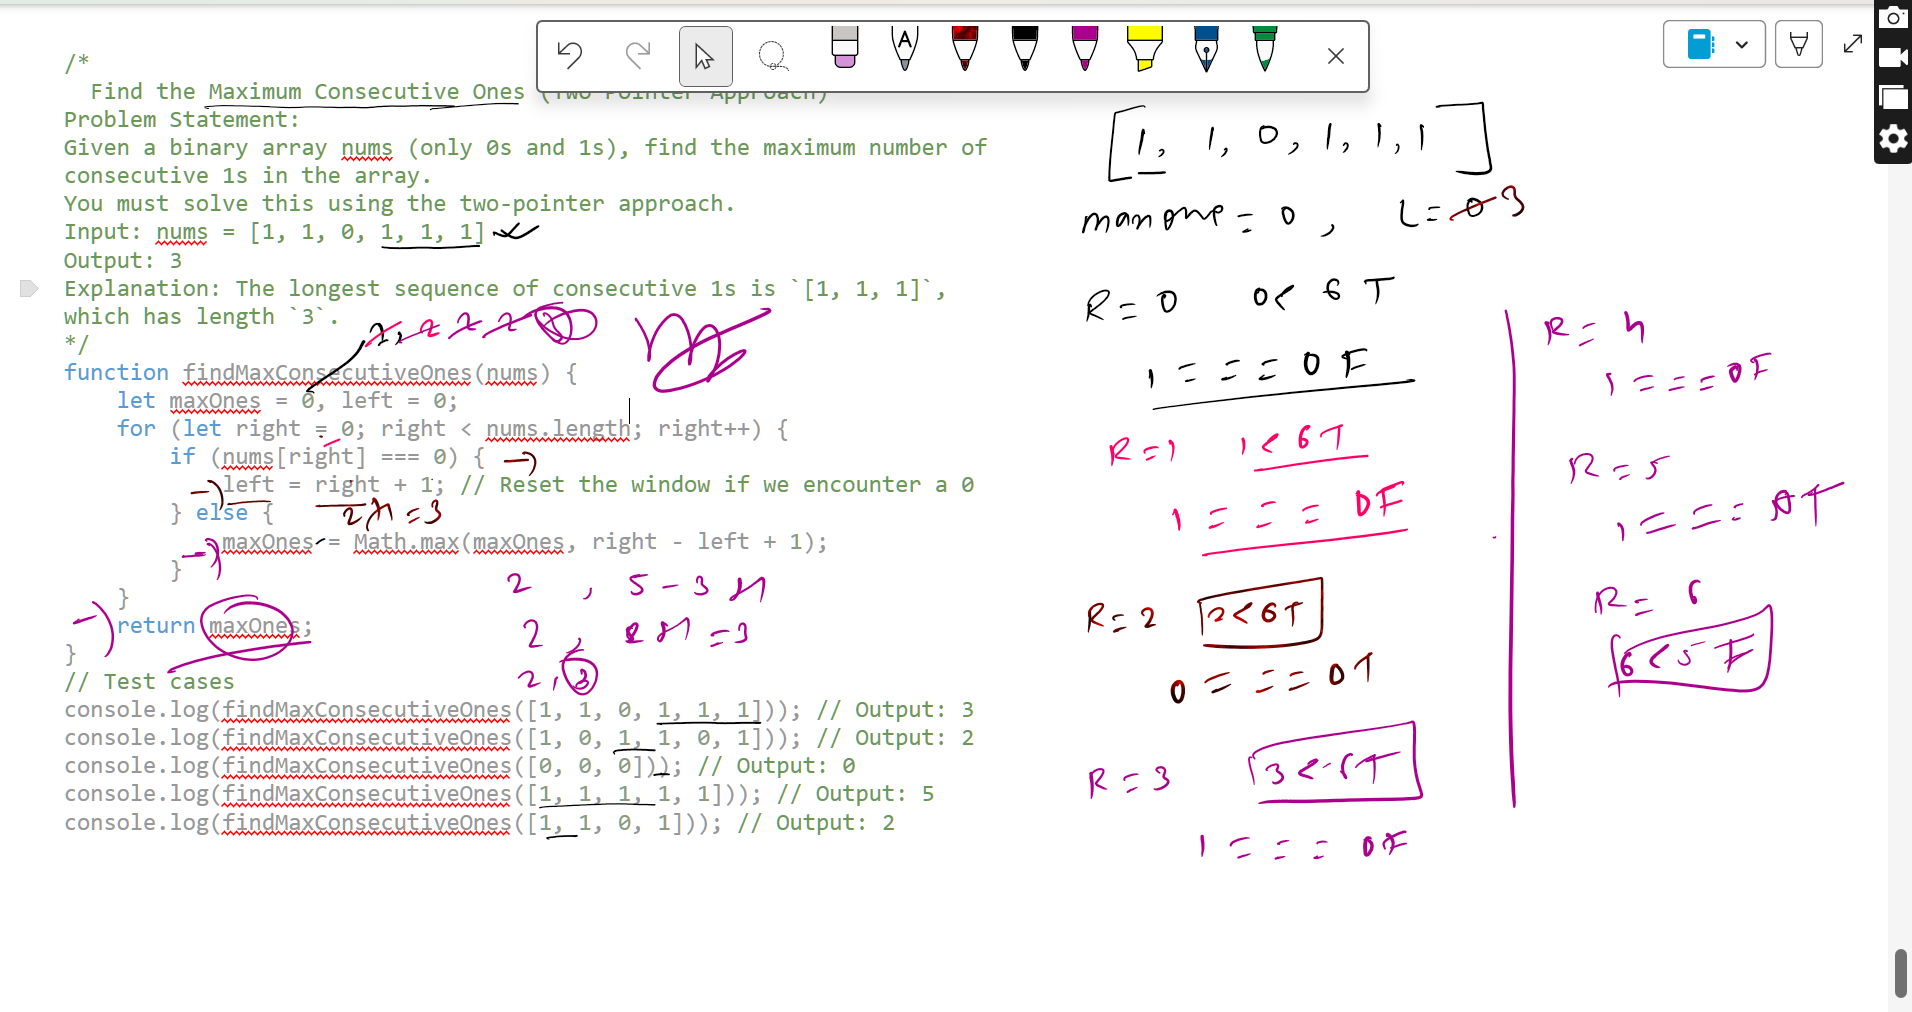 /*
Find the Maximum Consecutive Ones (Two Pointer Approach)
Problem Statement:
Given a binary array nums (only 0s and 1s), find the maximum number of
consecutive 1s in the array.
You must solve this using the two-pointer approach.
Input: nums = [1, 1, 0, 1, 1, 1]
Output: 3
Explanation: The longest sequence of consecutive 1s is `[1, 1, 1]`,
which has length `3`.
*/
function findMaxConsecutiveOnes(nums) {
let maxOnes = 0, left = 0;
for (let right = 0; right < nums.length; right++) {
if (nums[right] === 0) {
left = right + 1; // Reset the window if we encounter a 0
} else {
2+1 = 3
maxOnes = Math.max(maxOnes, right - left + 1);
}
2 , 5 - 3 +1
}
return maxOnes;
2, 2+1 = 3
}
2, 3
// Test cases
console.log(findMaxConsecutiveOnes([1, 1, 0, 1, 1, 1])); // Output: 3
console.log(findMaxConsecutiveOnes([1, 0, 1, 1, 0, 1])); // Output: 2
console.log(findMaxConsecutiveOnes([0, 0, 0])); // Output: 0
console.log(findMaxConsecutiveOnes([1, 1, 1, 1, 1])); // Output: 5
console.log(findMaxConsecutiveOnes([1, 1, 0, 1])); // Output: 2
[1, 1, 0, 1, 1, 1]
maxone = 0, L = 0 3
R = 0 0 < 6 T
1 === 0 F
R = 1 1 < 6 T
1 === 0 F
R = 2 2 < 6 T
0 === 0 T
R = 3 3 < 6 T
1 === 0 F
R = 4
1 === 0 F
R = 5
1 === 0 T
R = 6
6 < 5 F